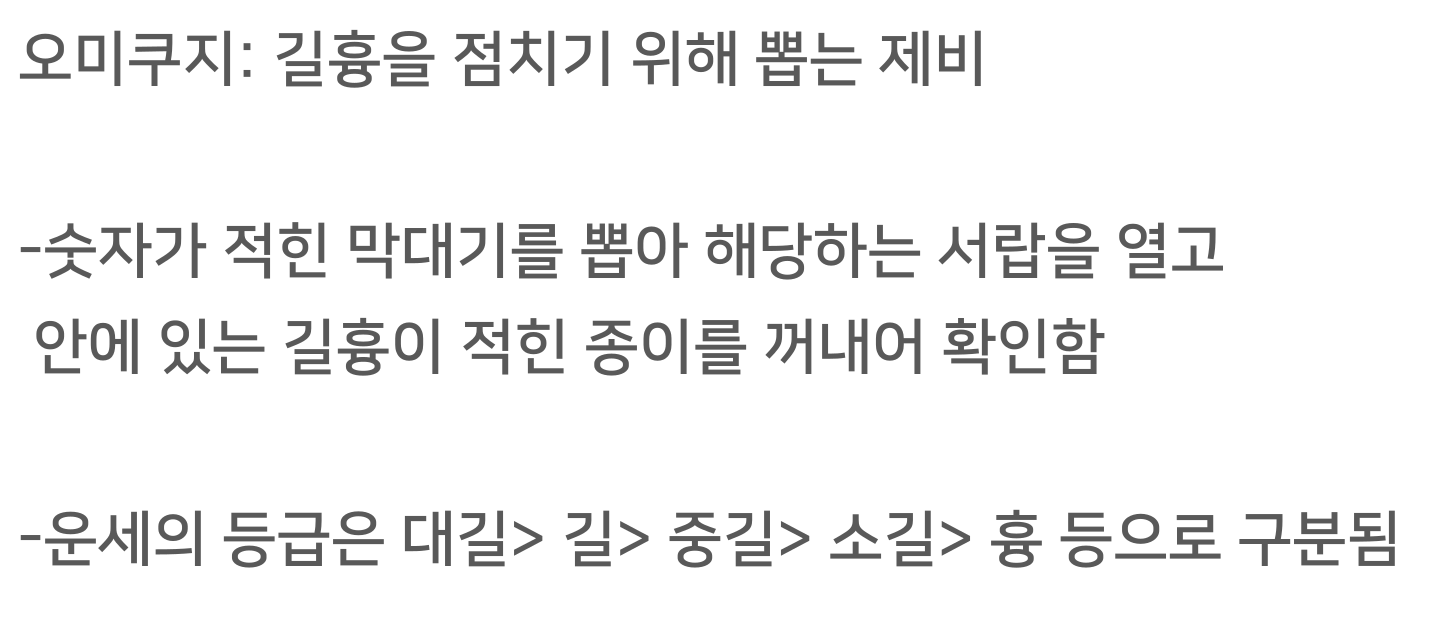 오미쿠지: 길흉을 점치기 위해 뽑는 제비
-숫자가 적힌 막대기를 뽑아 해당하는 서랍을 열고
안에 있는 길흉이 적힌 종이를 꺼내어 확인함
-운세의 등급은 대길> 길> 중길> 소길> 흉 등으로 구분됨